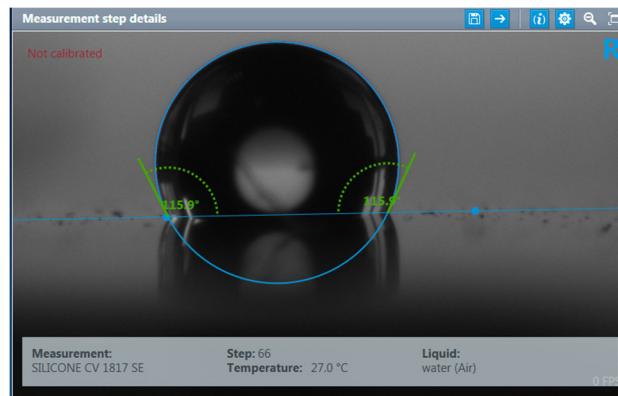 Measurement step details
Not calibrated
R
115.9°
115.9°
Measurement:
SILICONE CV 1817 SE
Step: 66
Temperature: 27.0 °C
Liquid:
water (Air)
0 FPS